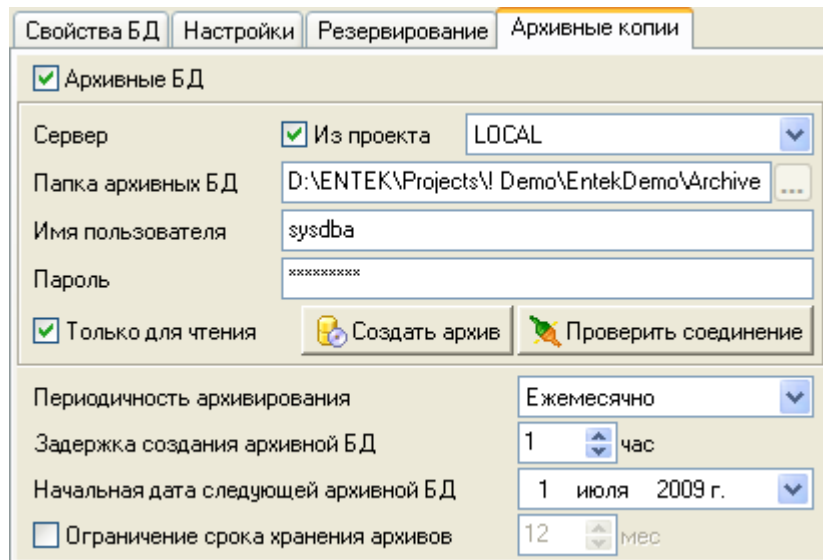 Свойства БД Настройки Резервирование Архивные копии
Архивные БД
Сервер Из проекта LOCAL
Папка архивных БД D:\ENTEK\Projects\! Demo\EntekDemo\Archive ...
Имя пользователя sysdba
Пароль *********
Только для чтения Создать архив Проверить соединение
Периодичность архивирования Ежемесячно
Задержка создания архивной БД 1 час
Начальная дата следующей архивной БД 1 июля 2009 г.
Ограничение срока хранения архивов 12 мес